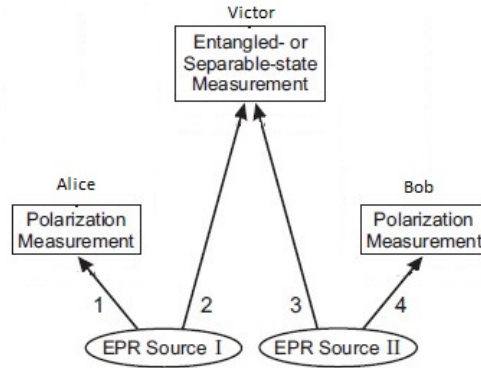 Victor
Entangled- or
Separable-state
Measurement
Alice
Polarization
Measurement
Bob
Polarization
Measurement
1
2
3
4
EPR Source I
EPR Source II